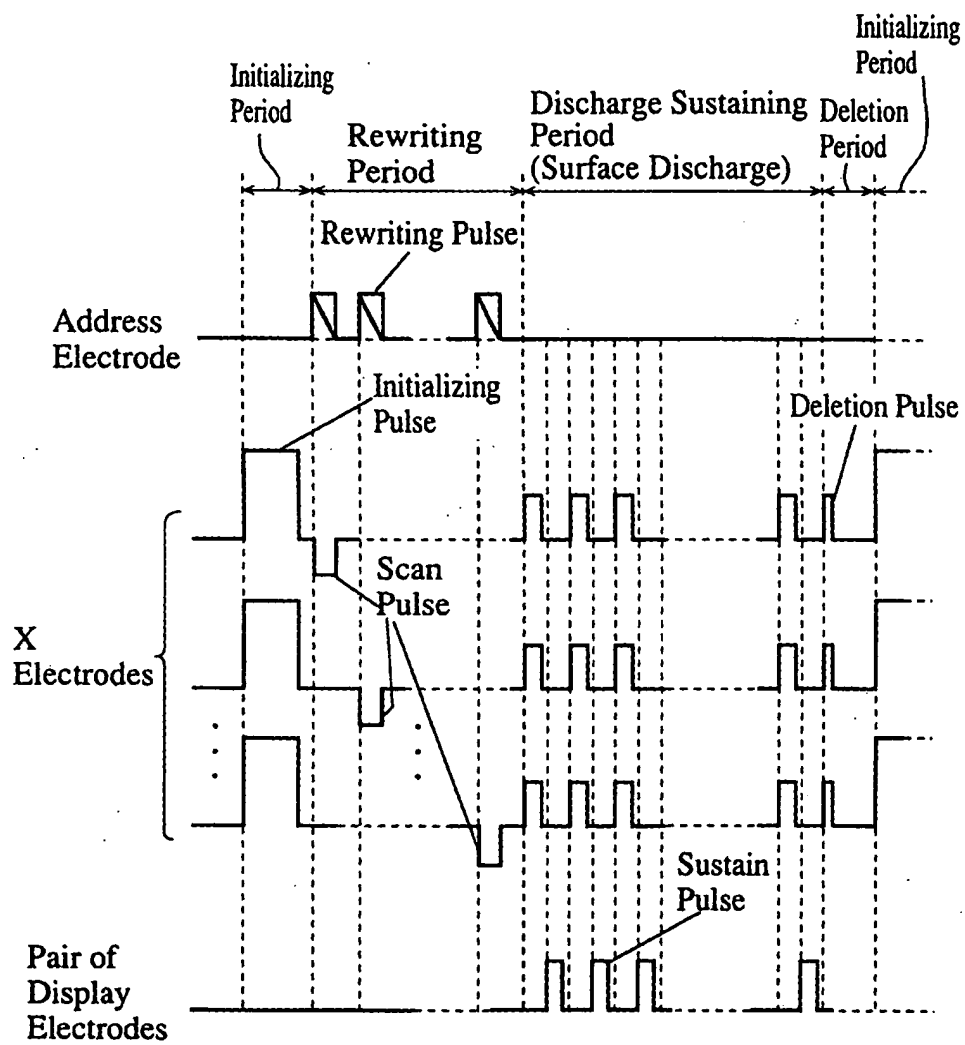 Initializing
Period
Initializing
Period
Rewriting
Period
Discharge Sustaining
Period
(Surface Discharge)
Deletion
Period
Rewriting Pulse
Address
Electrode
Initializing
Pulse
Deletion Pulse
Scan
Pulse
X
Electrodes
Sustain
Pulse
Pair of
Display
Electrodes